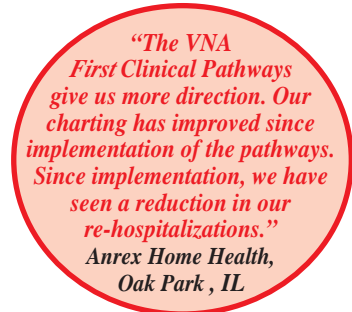 “The VNA
First Clinical Pathways
give us more direction. Our
charting has improved since
implementation of the pathways.
Since implementation, we have
seen a reduction in our
re-hospitalizations.”
Anrex Home Health,
Oak Park , IL